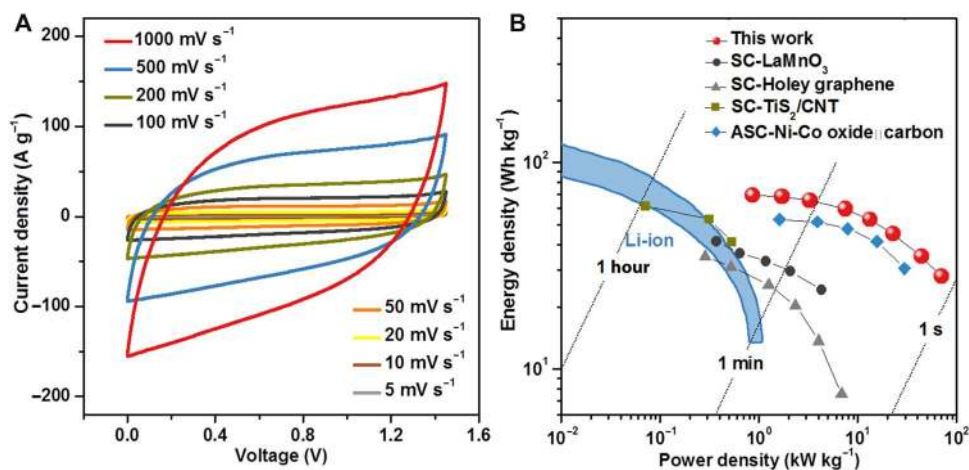 A
1000 mV s⁻¹
500 mV s⁻¹
200 mV s⁻¹
100 mV s⁻¹
50 mV s⁻¹
20 mV s⁻¹
10 mV s⁻¹
5 mV s⁻¹
Current density (A g⁻¹)
200
100
0
−100
−200
0.0 0.4 0.8 1.2 1.6
Voltage (V)
B
This work
SC-LaMnO₃
SC-Holey graphene
SC-TiS₂/CNT
ASC-Ni-Co oxide||carbon
Li-ion
1 hour
1 min
1 s
Energy density (Wh kg⁻¹)
10²
10¹
10⁻² 10⁻¹ 10⁰ 10¹ 10²
Power density (kW kg⁻¹)